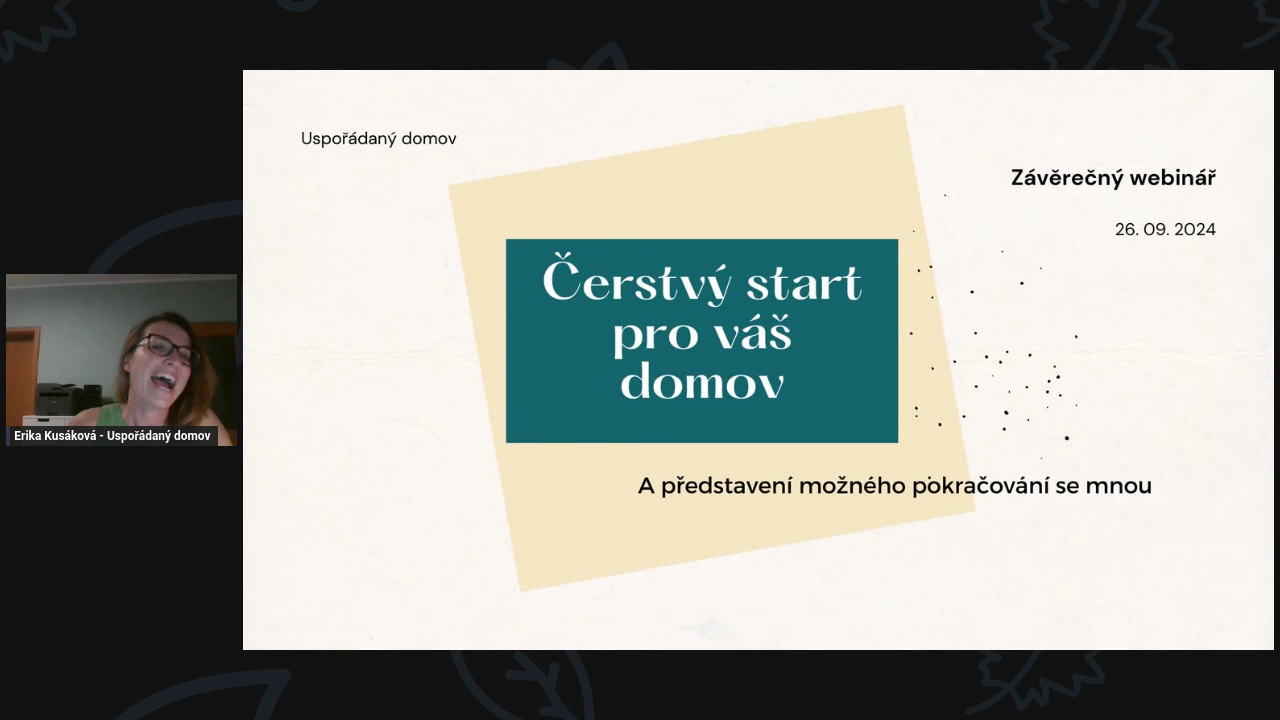 Uspořádaný domov
Závěrečný webinář
26. 09. 2024
Čerstvý start
pro váš
domov
A představení možného pokračování se mnou
Erika Kusáková - Uspořádaný domov